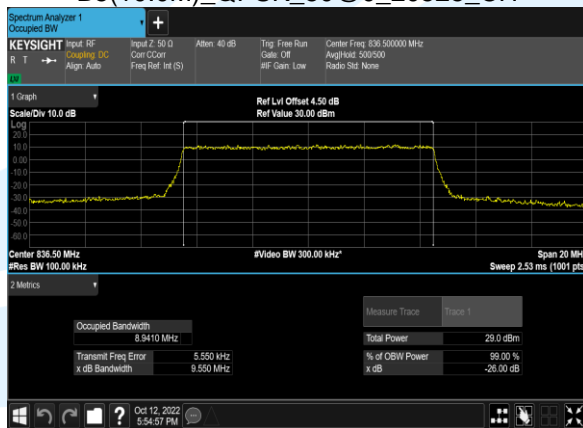 Spectrum Analyzer 1
Occupied BW
KEYSIGHT Input: RF Input Z: 50 Ω Atten: 40 dB Trig: Free Run Center Freq: 836.500000 MHz
R T Coupling: DC Corr CCorr Gate: Off Avg|Hold: 500/500
Align: Auto Freq Ref: Int (S) #IF Gain: Low Radio Std: None
1 Graph Ref Lvl Offset 4.50 dB
Scale/Div 10.0 dB Ref Value 30.00 dBm
Log
20.0
10.0
0.00
-10.0
-20.0
-30.0
-40.0
-50.0
-60.0
Center 836.50 MHz #Video BW 300.00 kHz* Span 20 MH
#Res BW 100.00 kHz Sweep 2.53 ms (1001 pts
2 Metrics
Measure Trace Trace 1
Occupied Bandwidth
8.9410 MHz Total Power 29.0 dBm
Transmit Freq Error 5.550 kHz % of OBW Power 99.00 %
x dB Bandwidth 9.550 MHz x dB -26.00 dB
Oct 12, 2022
5:54:57 PM